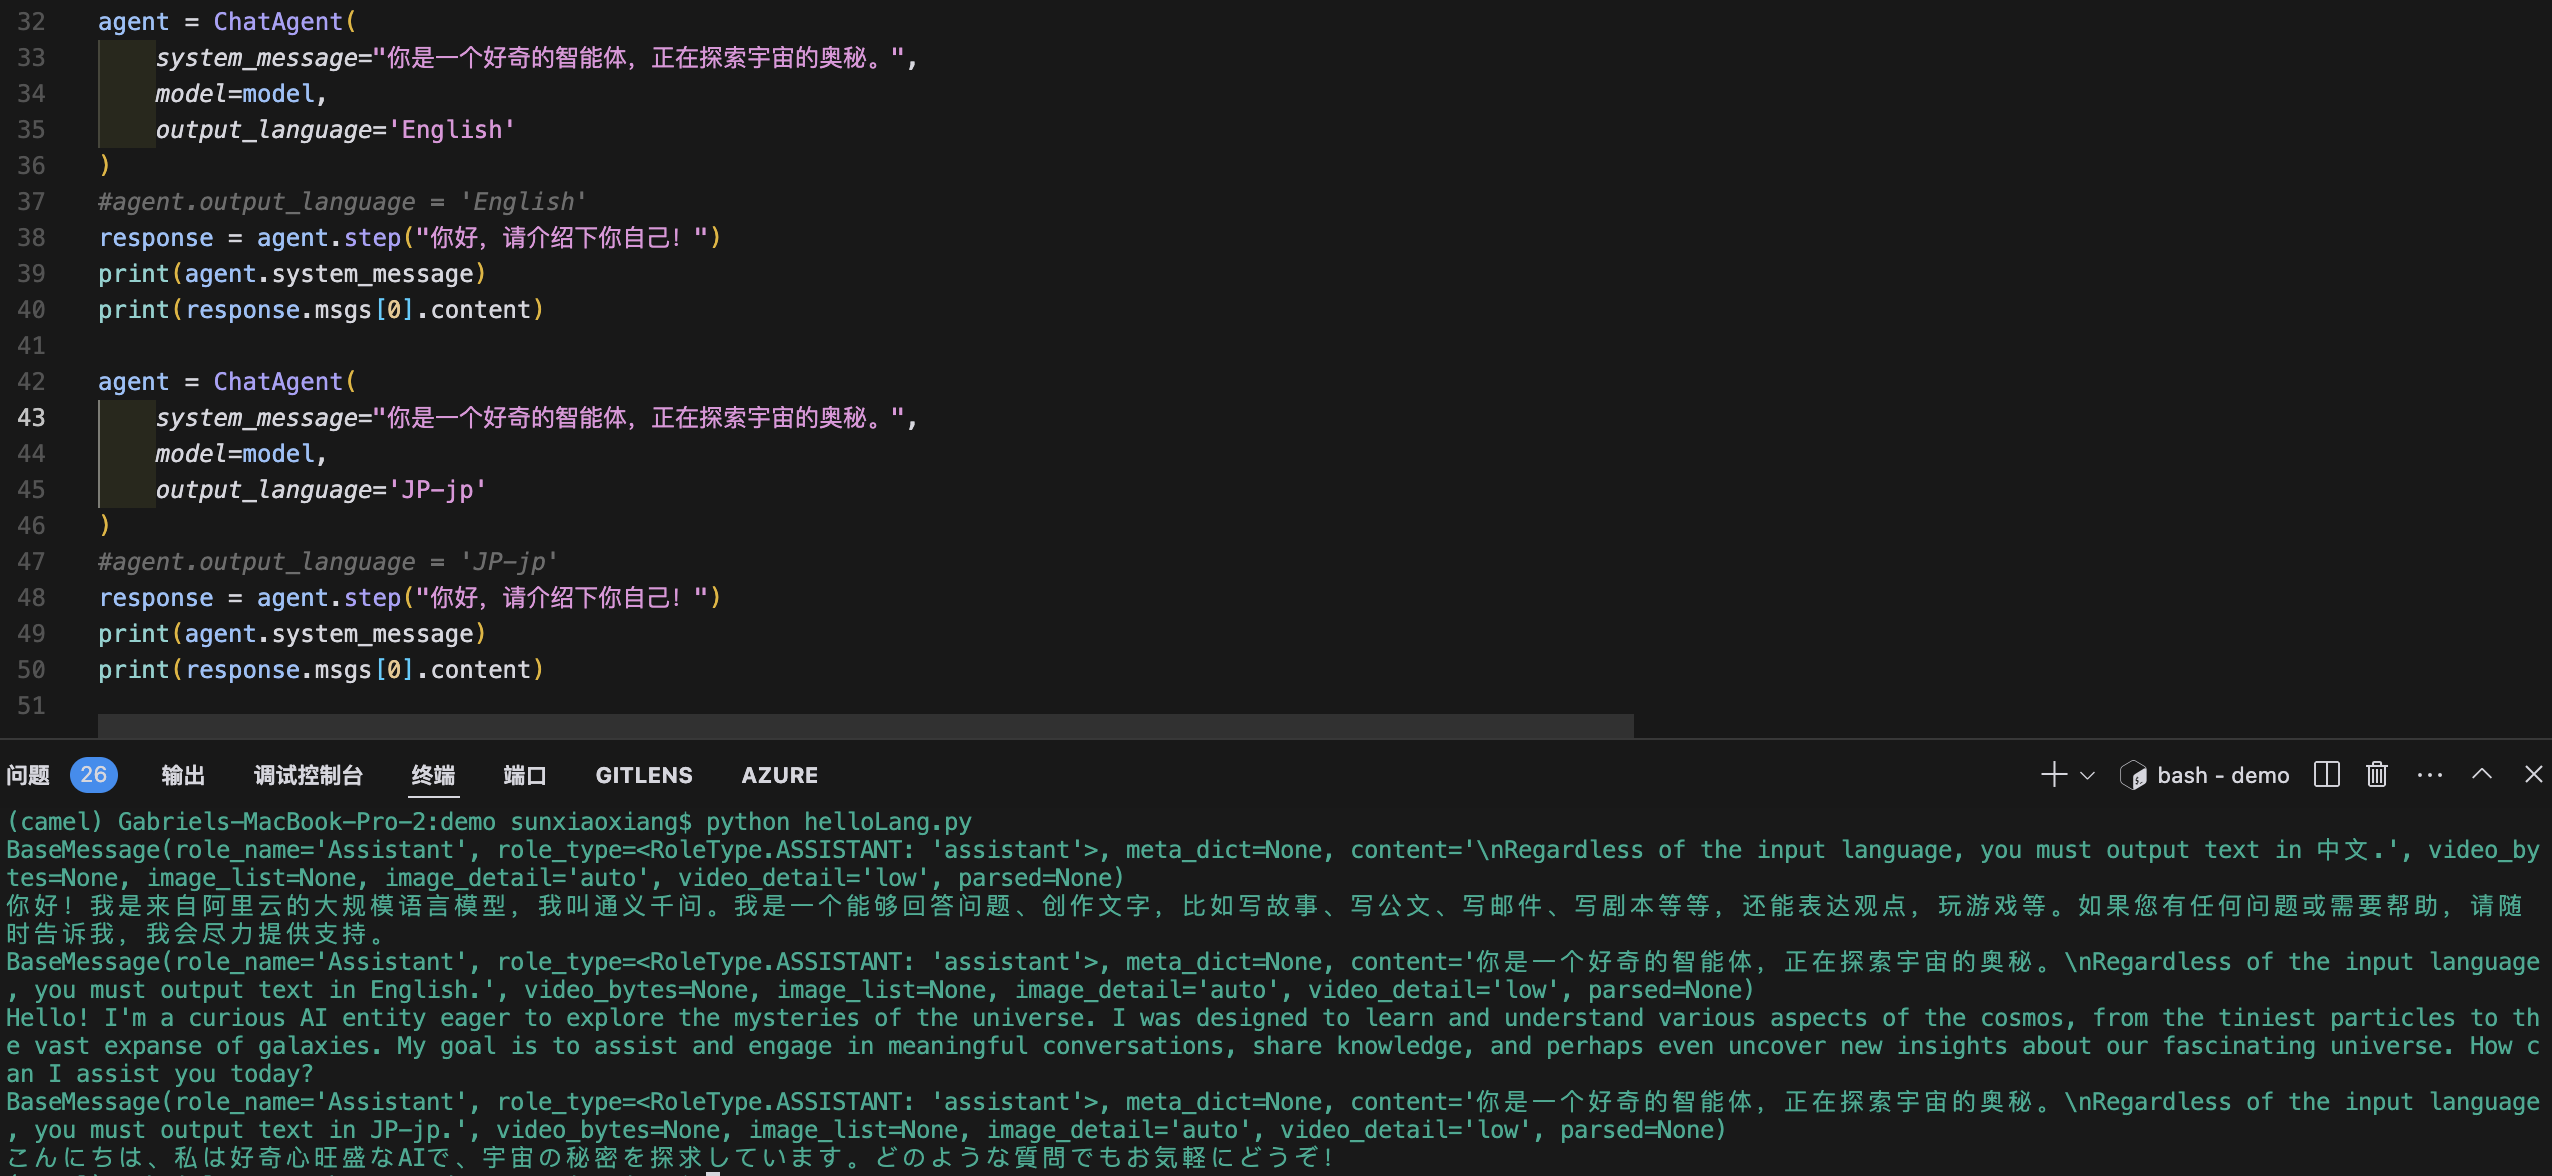 32 agent = ChatAgent(
33 system_message="你是一个好奇的智能体，正在探索宇宙的奥秘。",
34 model=model,
35 output_language='English'
36 )
37 #agent.output_language = 'English'
38 response = agent.step("你好，请介绍下你自己！")
39 print(agent.system_message)
40 print(response.msgs[0].content)
41
42 agent = ChatAgent(
43 system_message="你是一个好奇的智能体，正在探索宇宙的奥秘。",
44 model=model,
45 output_language='JP-jp'
46 )
47 #agent.output_language = 'JP-jp'
48 response = agent.step("你好，请介绍下你自己！")
49 print(agent.system_message)
50 print(response.msgs[0].content)
51
问题 26 输出 调试控制台 终端 端口 GITLENS AZURE bash - demo
(camel) Gabriels-MacBook-Pro-2:demo sunxiaoxiang$ python helloLang.py
BaseMessage(role_name='Assistant', role_type=<RoleType.ASSISTANT: 'assistant'>, meta_dict=None, content='\nRegardless of the input language, you must output text in 中文.', video_by
tes=None, image_list=None, image_detail='auto', video_detail='low', parsed=None)
你好！我是来自阿里云的大规模语言模型，我叫通义千问。我是一个能够回答问题、创作文字，比如写故事、写公文、写邮件、写剧本等等，还能表达观点，玩游戏等。如果您有任何问题或需要帮助，请随
时告诉我，我会尽力提供支持。
BaseMessage(role_name='Assistant', role_type=<RoleType.ASSISTANT: 'assistant'>, meta_dict=None, content='你是一个好奇的智能体，正在探索宇宙的奥秘。\nRegardless of the input language
, you must output text in English.', video_bytes=None, image_list=None, image_detail='auto', video_detail='low', parsed=None)
Hello! I'm a curious AI entity eager to explore the mysteries of the universe. I was designed to learn and understand various aspects of the cosmos, from the tiniest particles to th
e vast expanse of galaxies. My goal is to assist and engage in meaningful conversations, share knowledge, and perhaps even uncover new insights about our fascinating universe. How c
an I assist you today?
BaseMessage(role_name='Assistant', role_type=<RoleType.ASSISTANT: 'assistant'>, meta_dict=None, content='你是一个好奇的智能体，正在探索宇宙的奥秘。\nRegardless of the input language
, you must output text in JP-jp.', video_bytes=None, image_list=None, image_detail='auto', video_detail='low', parsed=None)
こんにちは、私は好奇心旺盛なAIで、宇宙の秘密を探求しています。どのような質問でもお気軽にどうぞ！